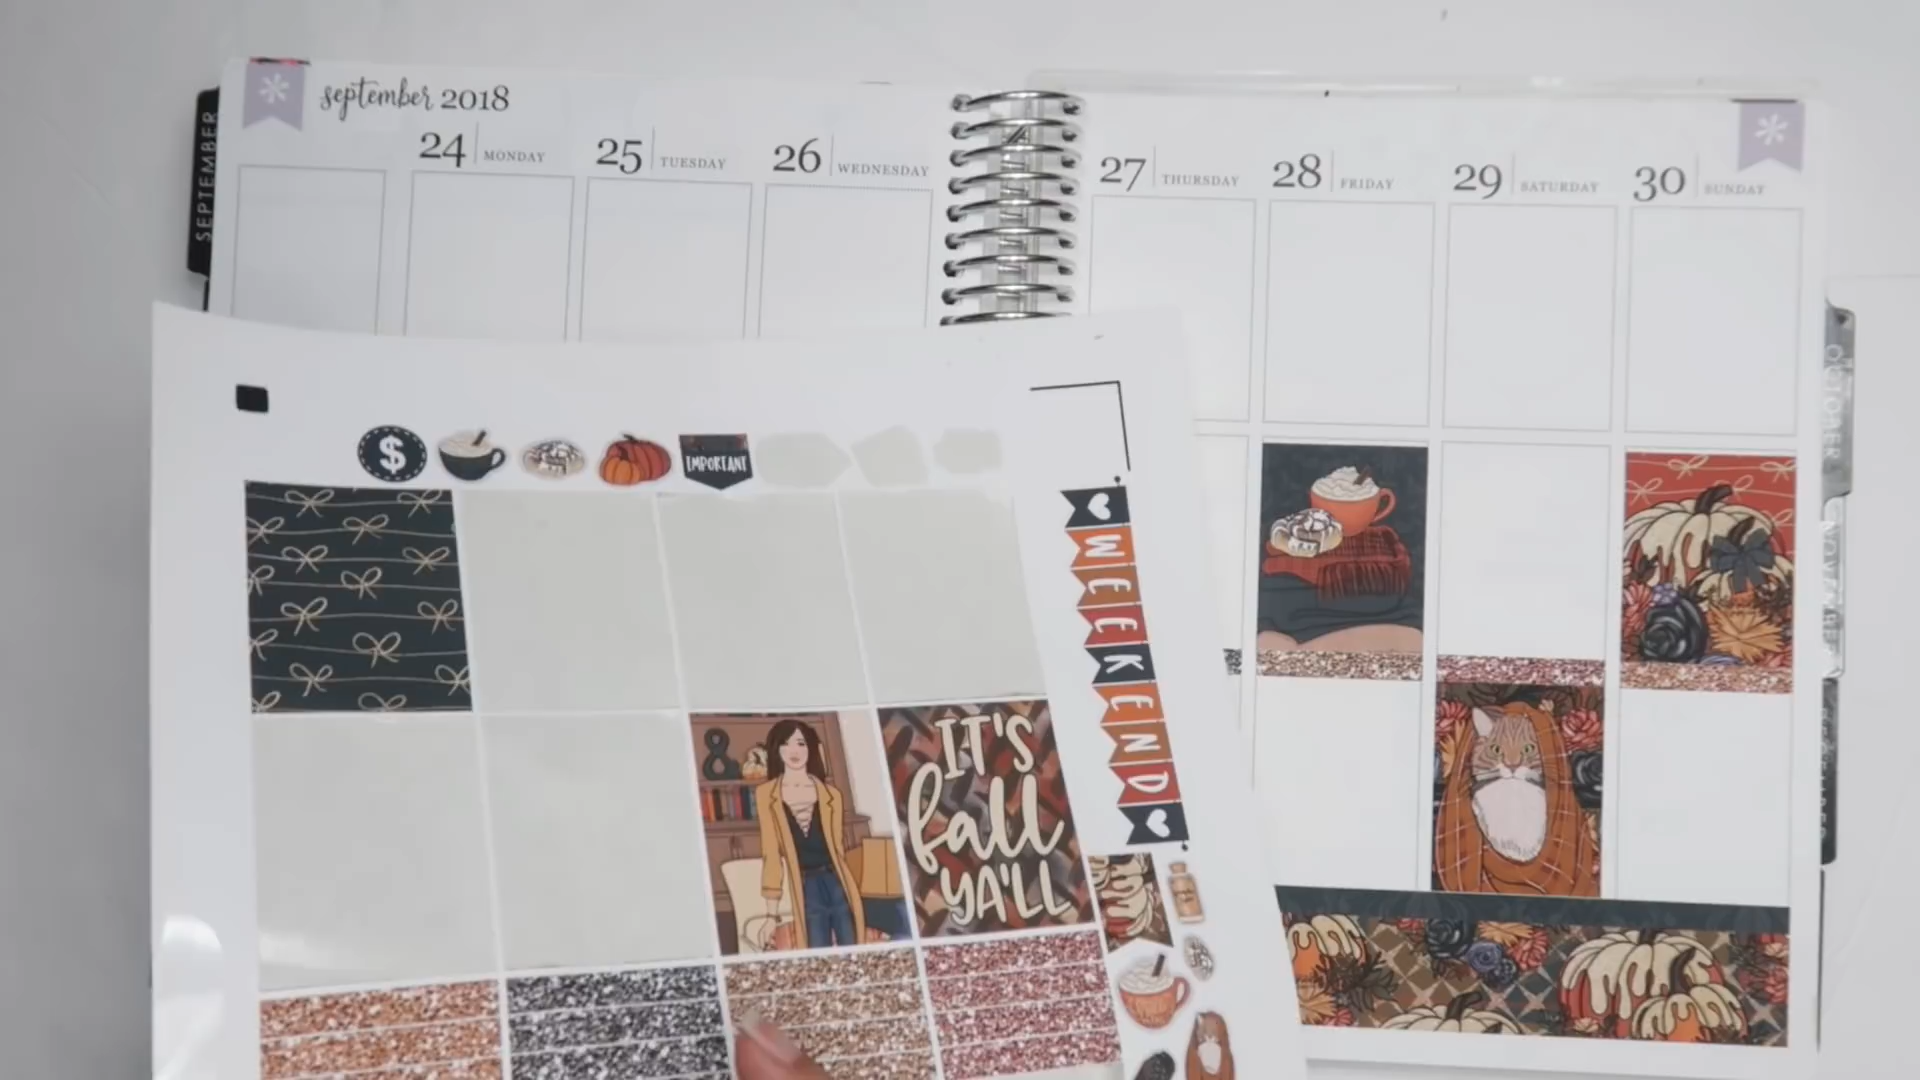 september 2018
24 MONDAY
25 TUESDAY
26 WEDNESDAY
27 THURSDAY
28 FRIDAY
29 SATURDAY
30 SUNDAY
SEPTEMBER
OCTOBER
$
IMPORTANT
WEEKEND
&
IT'S
fall
YA'LL